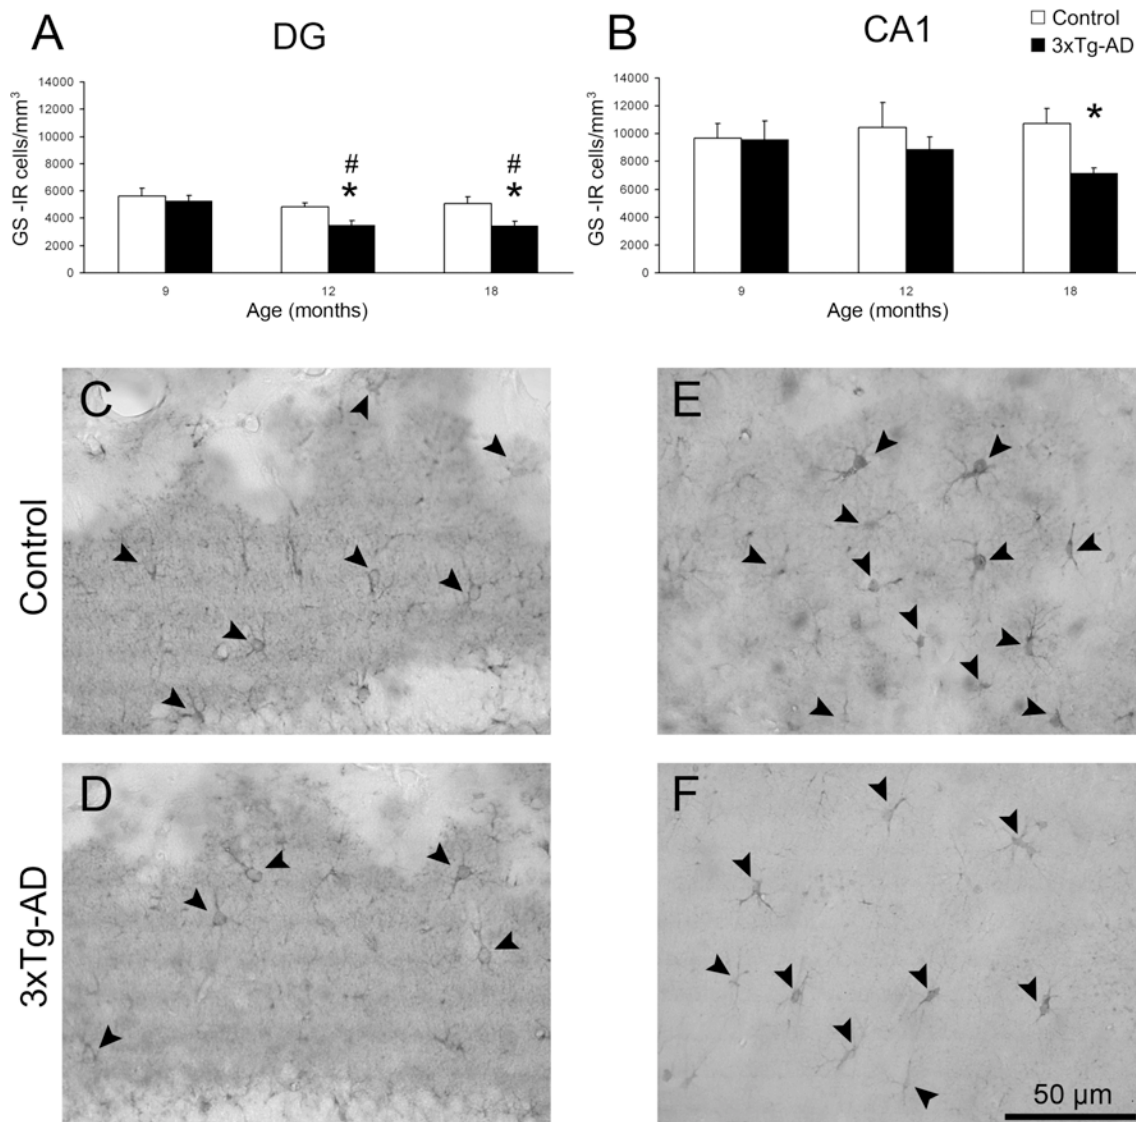 A
DG
B
CA1
Control
3xTg-AD
GS -IR cells/mm³
14000
12000
10000
8000
6000
4000
2000
0
#
*
#
*
9
12
18
Age (months)
GS -IR cells/mm³
14000
12000
10000
8000
6000
4000
2000
0
*
9
12
18
Age (months)
Control
C
E
3xTg-AD
D
F
50 µm